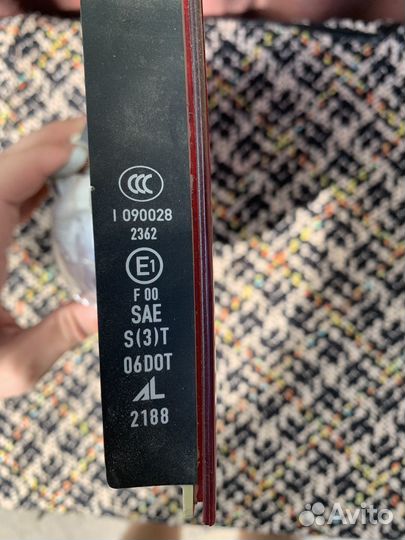 CCC
I 090028
2362
E1
F 00
SAE
S(3)T
06DOT
AL
2188
Avito